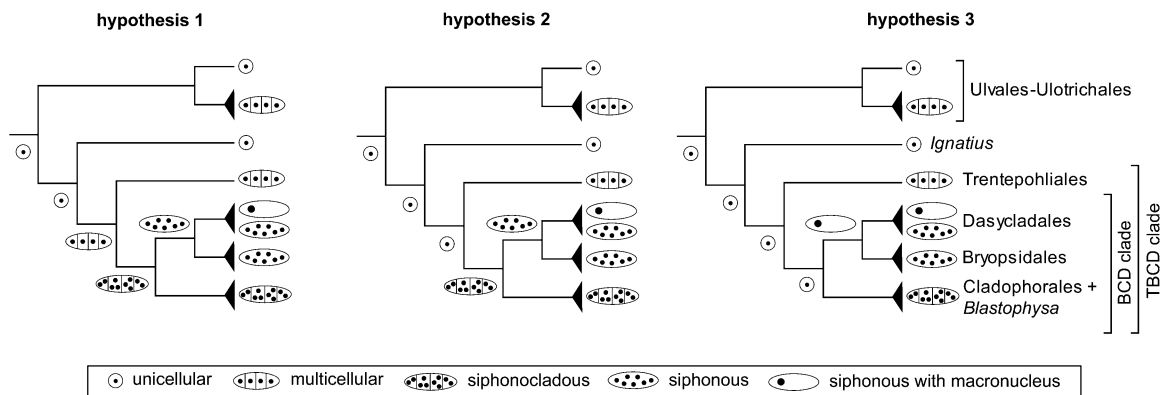 hypothesis 1
hypothesis 2
hypothesis 3
Ulvales-Ulotrichales
Ignatius
Trentepohliales
Dasycladales
Bryopsidales
Cladophorales +
Blastophysa
BCD clade
TBCD clade
unicellular
multicellular
siphonocladous
siphonous
siphonous with macronucleus